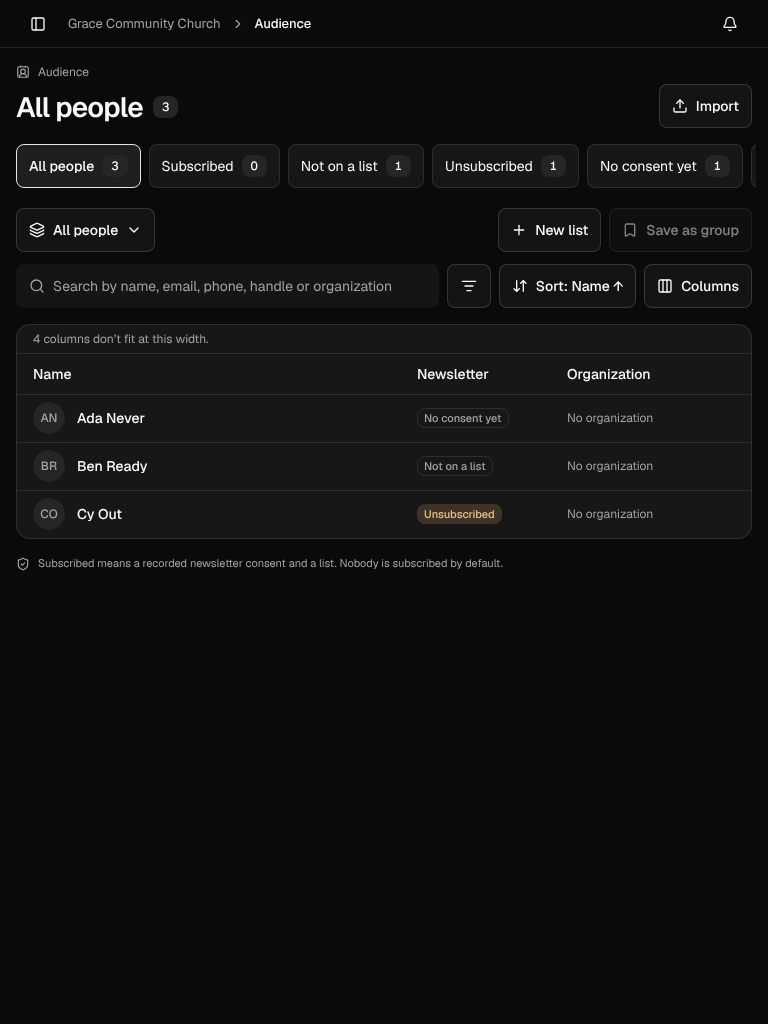 Grace Community Church > Audience
Audience
All people 3
Import
All people 3 Subscribed 0 Not on a list 1 Unsubscribed 1 No consent yet 1
All people New list Save as group
Search by name, email, phone, handle or organization Sort: Name ↑ Columns
4 columns don't fit at this width.
Name Newsletter Organization
AN Ada Never No consent yet No organization
BR Ben Ready Not on a list No organization
CO Cy Out Unsubscribed No organization
Subscribed means a recorded newsletter consent and a list. Nobody is subscribed by default.